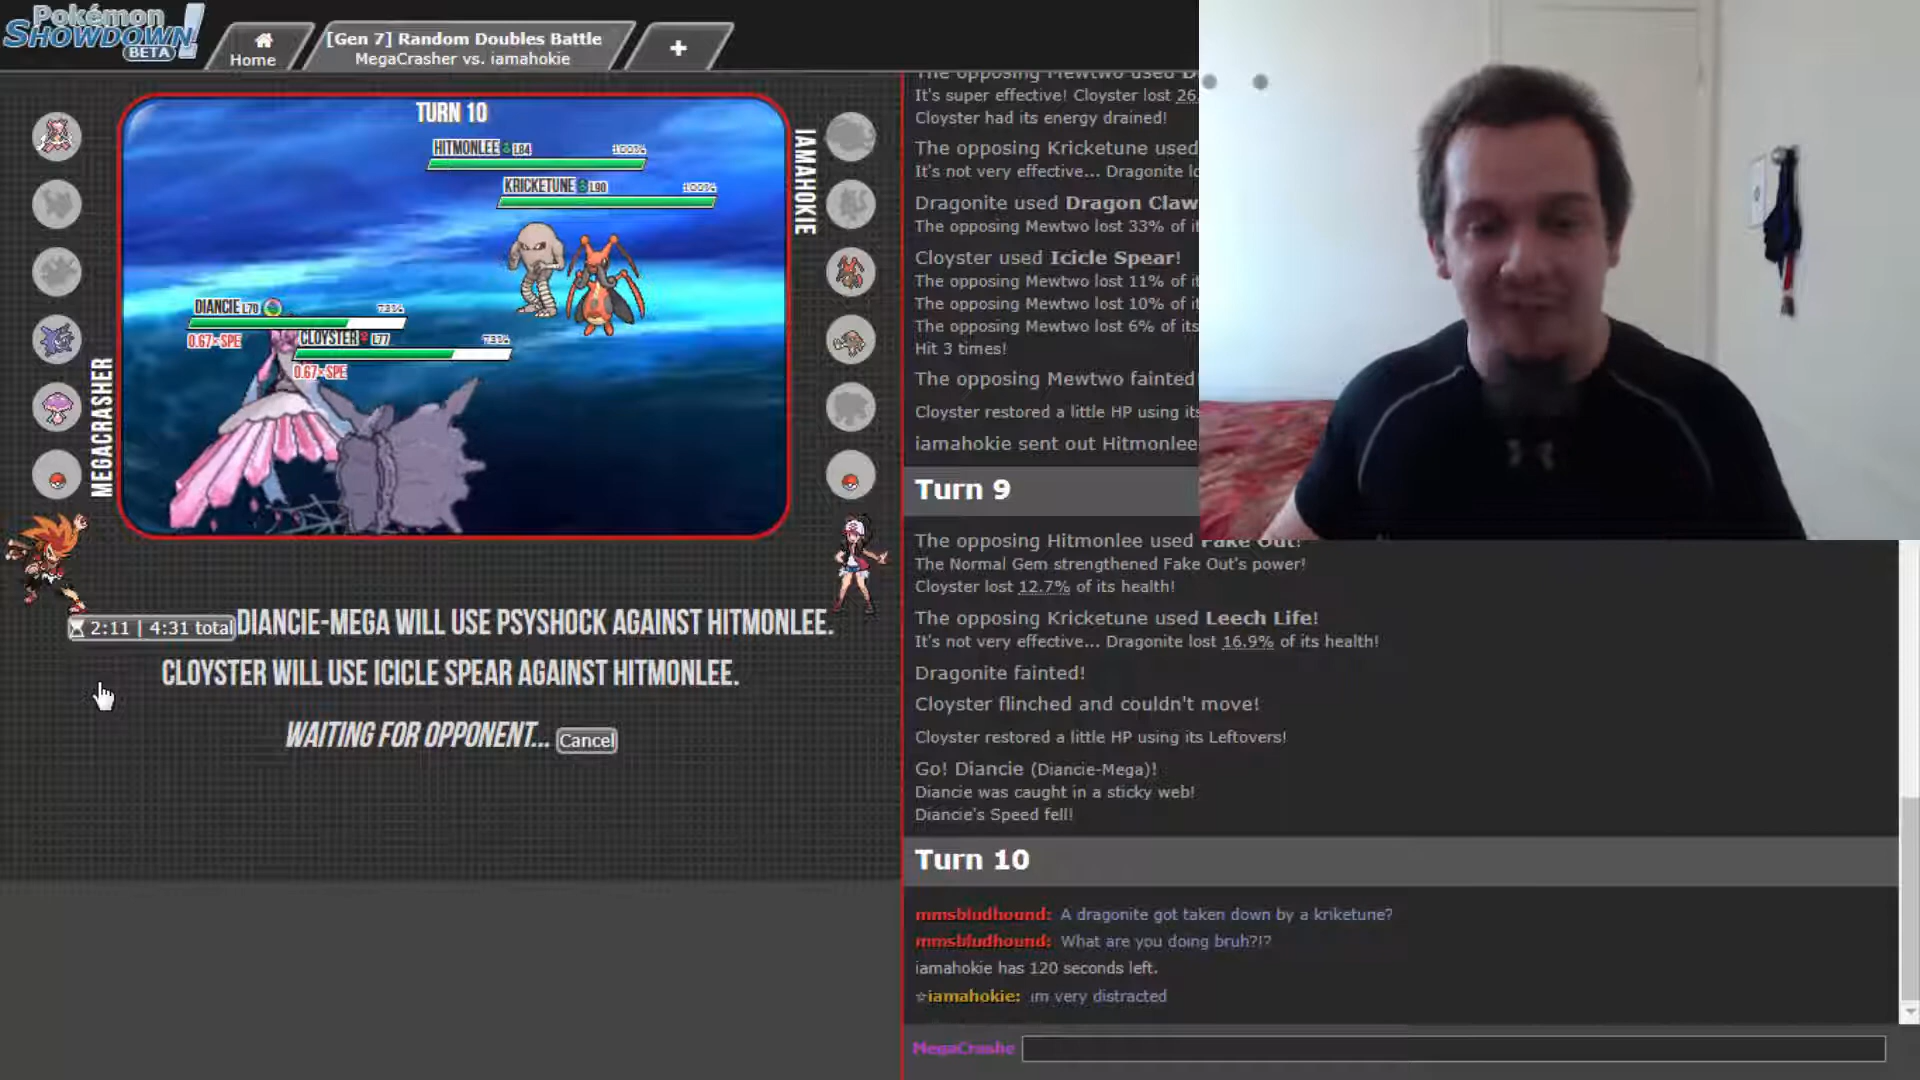 Pokémon
SHOWDOWN!
BETA
Home
[Gen 7] Random Doubles Battle
MegaCrasher vs. iamahokie
+
TURN 10
HITMONLEE L84 100%
KRICKETUNE L90 100%
DIANCIE L70 73%
0.67× SPE
CLOYSTER L77 73%
0.67× SPE
MEGACRASHER
IAMAHOKIE
2:11 | 4:31 total
DIANCIE-MEGA WILL USE PSYSHOCK AGAINST HITMONLEE.
CLOYSTER WILL USE ICICLE SPEAR AGAINST HITMONLEE.
WAITING FOR OPPONENT... Cancel
The opposing Mewtwo used
It's super effective! Cloyster lost 26.
Cloyster had its energy drained!
The opposing Kricketune used
It's not very effective... Dragonite
Dragonite used Dragon Claw
The opposing Mewtwo lost 33% of
Cloyster used Icicle Spear!
The opposing Mewtwo lost 11% of
The opposing Mewtwo lost 10% of
The opposing Mewtwo lost 6% of its
Hit 3 times!
The opposing Mewtwo fainted
Cloyster restored a little HP using its
iamahokie sent out Hitmonlee
Turn 9
The opposing Hitmonlee used Fake Out!
The Normal Gem strengthened Fake Out's power!
Cloyster lost 12.7% of its health!
The opposing Kricketune used Leech Life!
It's not very effective... Dragonite lost 16.9% of its health!
Dragonite fainted!
Cloyster flinched and couldn't move!
Cloyster restored a little HP using its Leftovers!
Go! Diancie (Diancie-Mega)!
Diancie was caught in a sticky web!
Diancie's Speed fell!
Turn 10
mmsbludhound: A dragonite got taken down by a kriketune?
mmsbludhound: What are you doing bruh?!?
iamahokie has 120 seconds left.
☆iamahokie: im very distracted
MegaCrashe